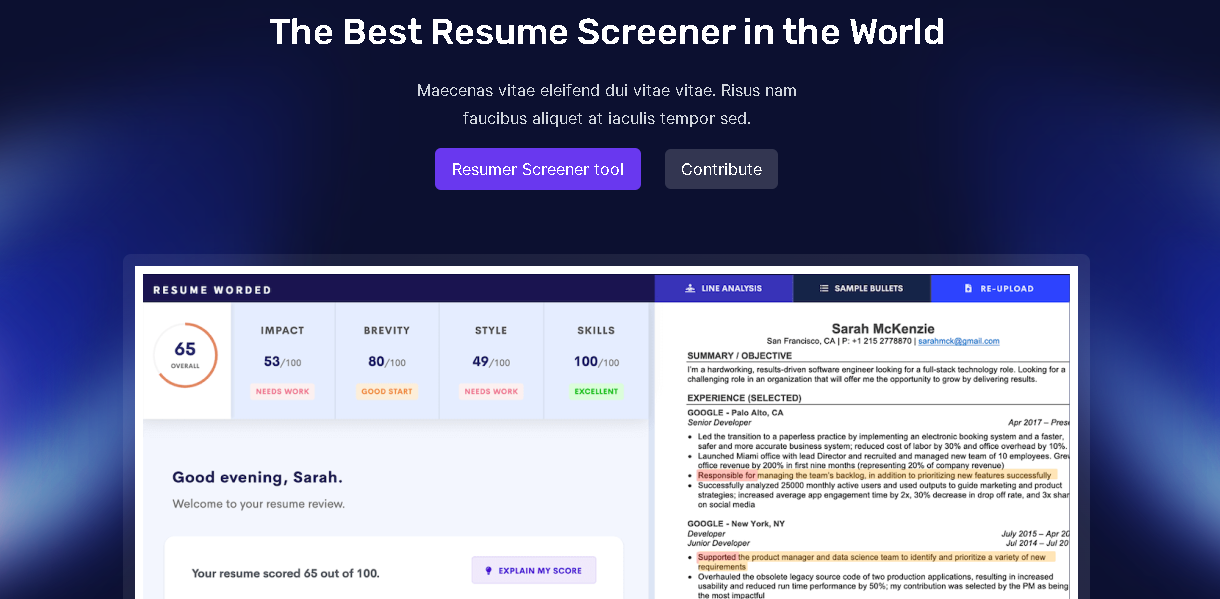 The Best Resume Screener in the World
Maecenas vitae eleifend dui vitae vitae. Risus nam
faucibus aliquet at iaculis tempor sed.
Resumer Screener tool
Contribute
RESUME WORDED
LINE ANALYSIS
SAMPLE BULLETS
RE-UPLOAD
65
OVERALL
IMPACT
53/100
NEEDS WORK
BREVITY
80/100
GOOD START
STYLE
49/100
NEEDS WORK
SKILLS
100/100
EXCELLENT
Good evening, Sarah.
Welcome to your resume review.
Your resume scored 65 out of 100.
EXPLAIN MY SCORE
Sarah McKenzie
San Francisco, CA | P: +1 215 2778870 | sarahmck@gmail.com
SUMMARY / OBJECTIVE
I'm a hardworking, results-driven software engineer looking for a full-stack technology role. Looking for a
challenging role in an organization that will offer me the opportunity to grow by delivering results.
EXPERIENCE (SELECTED)
GOOGLE - Palo Alto, CA
Senior Developer
Apr 2017 – Pres
• Led the transition to a paperless practice by implementing an electronic booking system and a faster,
safer and more accurate business system; reduced cost of labor by 30% and office overhead by 10%.
• Launched Miami office with lead Director and recruited and managed new team of 10 employees. Grew
office revenue by 200% in first nine months (representing 20% of company revenue)
• Responsible for managing the team's backlog, in addition to prioritizing new features successfully
• Successfully analyzed 25000 monthly active users and used outputs to guide marketing and product
strategies; increased average app engagement time by 2x, 30% decrease in drop off rate, and 3x shar
on social media
GOOGLE - New York, NY
Developer
July 2015 – Apr 20
Junior Developer
Jul 2014 – Jul 20
• Supported the product manager and data science team to identify and prioritize a variety of new
requirements
• Overhauled the obsolete legacy source code of two production applications, resulting in increased
usability and reduced run time performance by 50%; my contribution was selected by the PM as being
the most impactful